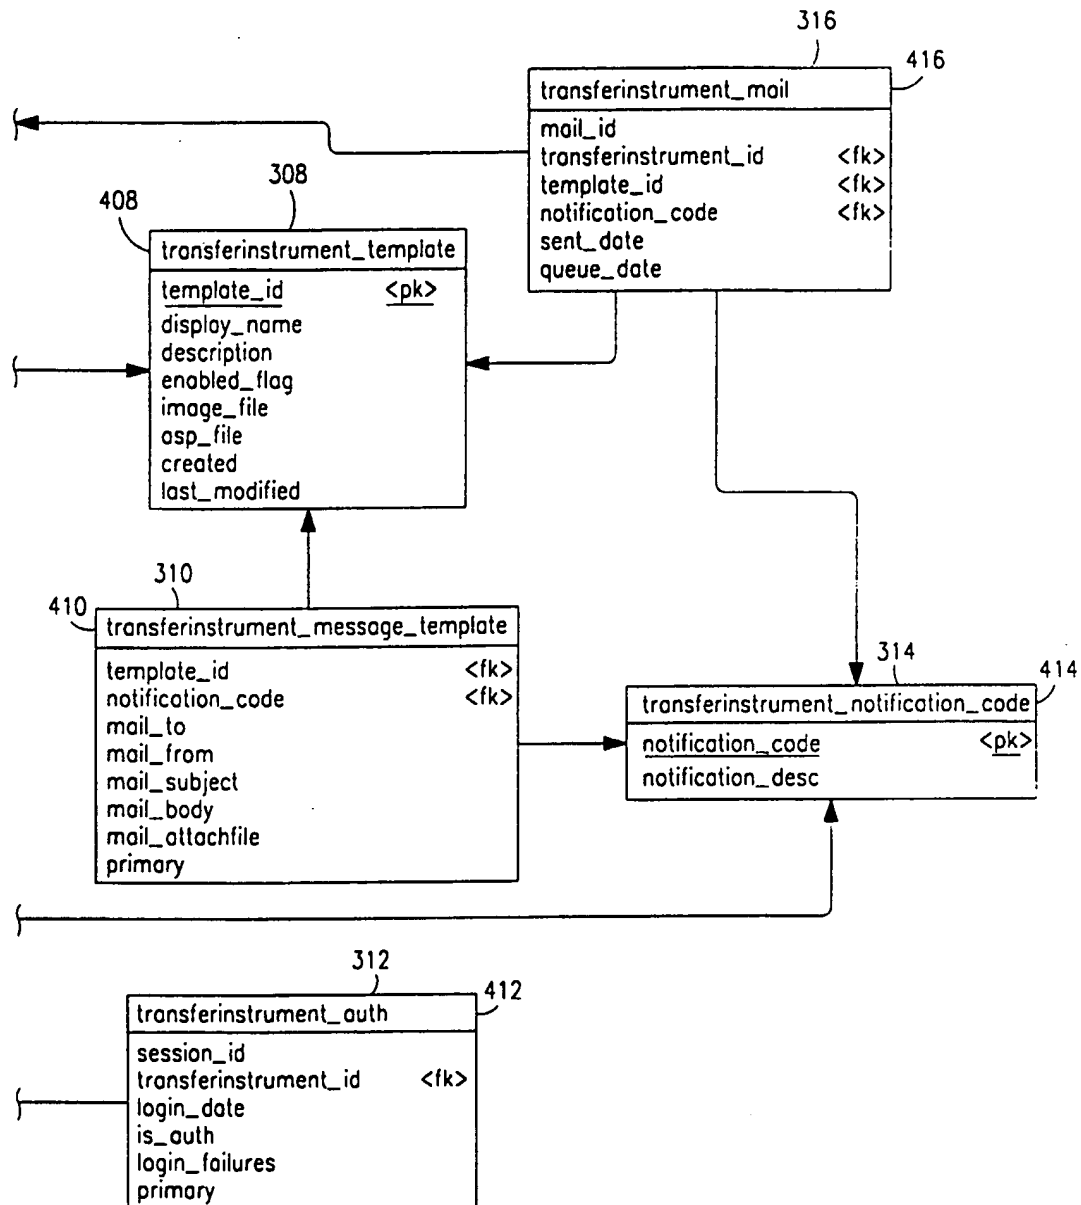 316
416
transferinstrument_mail
mail_id
transferinstrument_id <fk>
template_id <fk>
notification_code <fk>
sent_date
queue_date
308
408
transferinstrument_template
template_id <pk>
display_name
description
enabled_flag
image_file
asp_file
created
last_modified
310
410
transferinstrument_message_template
template_id <fk>
notification_code <fk>
mail_to
mail_from
mail_subject
mail_body
mail_attachfile
primary
314
414
transferinstrument_notification_code
notification_code <pk>
notification_desc
312
412
transferinstrument_auth
session_id
transferinstrument_id <fk>
login_date
is_auth
login_failures
primary